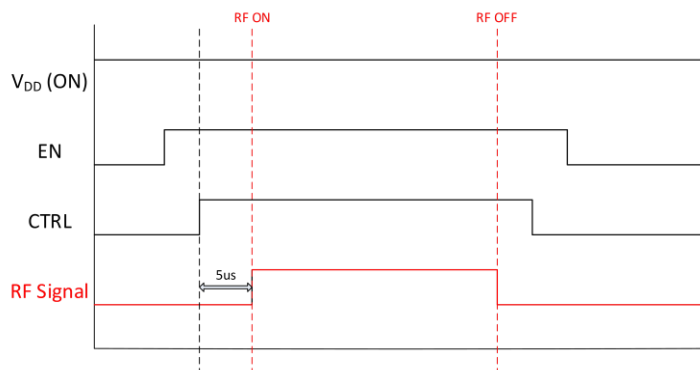 RF ON
RF OFF
VDD (ON)
EN
CTRL
5us
RF Signal